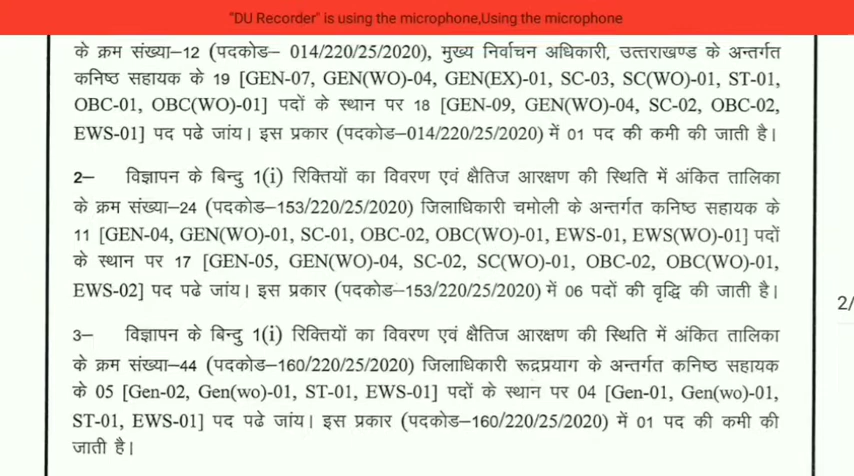 "DU Recorder" is using the microphone,Using the microphone
के क्रम संख्या–12 (पदकोड– 014/220/25/2020), मुख्य निर्वाचन अधिकारी, उत्तराखण्ड के अन्तर्गत
कनिष्ठ सहायक के 19 [GEN-07, GEN(WO)-04, GEN(EX)-01, SC-03, SC(WO)-01, ST-01,
OBC-01, OBC(WO)-01] पदों के स्थान पर 18 [GEN-09, GEN(WO)-04, SC-02, OBC-02,
EWS-01] पद पढे जांय। इस प्रकार (पदकोड–014/220/25/2020) में 01 पद की कमी की जाती है।
2– विज्ञापन के बिन्दु 1(i) रिक्तियों का विवरण एवं क्षैतिज आरक्षण की स्थिति में अंकित तालिका
के क्रम संख्या–24 (पदकोड–153/220/25/2020) जिलाधिकारी चमोली के अन्तर्गत कनिष्ठ सहायक के
11 [GEN-04, GEN(WO)-01, SC-01, OBC-02, OBC(WO)-01, EWS-01, EWS(WO)-01] पदों
के स्थान पर 17 [GEN-05, GEN(WO)-04, SC-02, SC(WO)-01, OBC-02, OBC(WO)-01,
EWS-02] पद पढे जांय। इस प्रकार (पदकोड–153/220/25/2020) में 06 पदों की वृद्धि की जाती है।
2/
3– विज्ञापन के बिन्दु 1(i) रिक्तियों का विवरण एवं क्षैतिज आरक्षण की स्थिति में अंकित तालिका
के क्रम संख्या–44 (पदकोड–160/220/25/2020) जिलाधिकारी रूद्रप्रयाग के अन्तर्गत कनिष्ठ सहायक
के 05 [Gen-02, Gen(wo)-01, ST-01, EWS-01] पदों के स्थान पर 04 [Gen-01, Gen(wo)-01,
ST-01, EWS-01] पद पढे जांय। इस प्रकार (पदकोड–160/220/25/2020) में 01 पद की कमी की
जाती है।